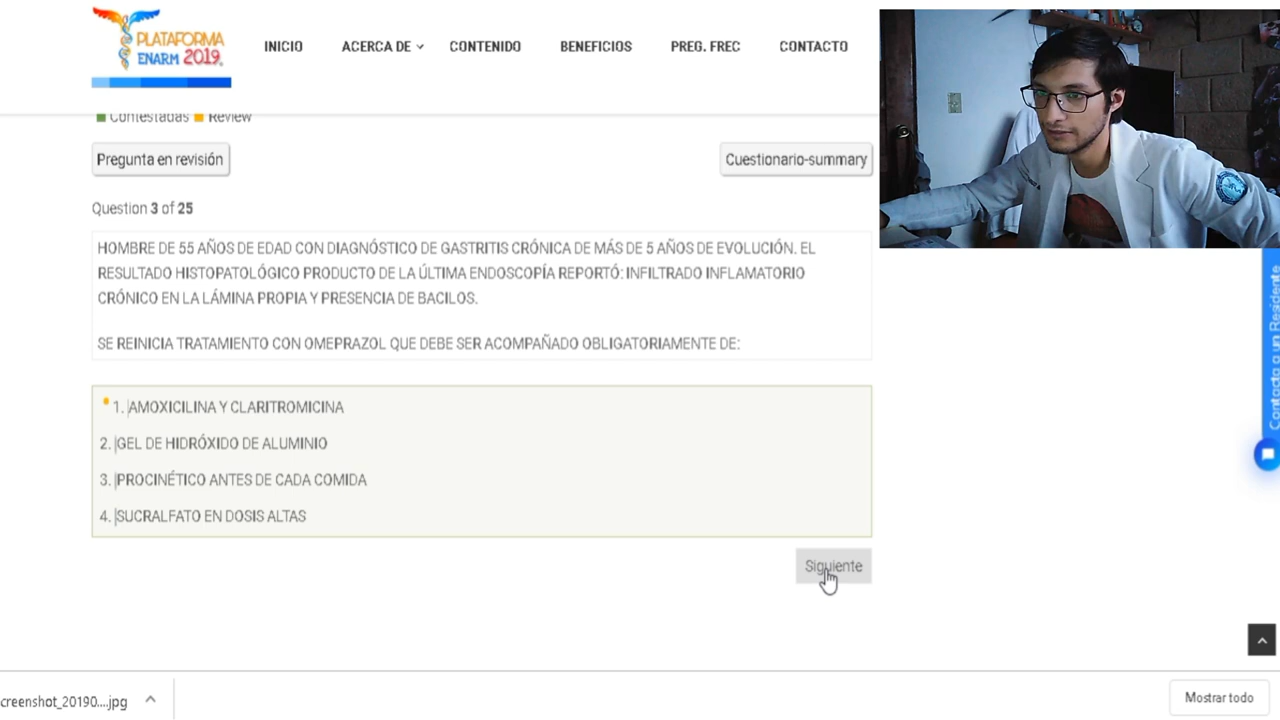 PLATAFORMA
ENARM 2019
INICIO
ACERCA DE
CONTENIDO
BENEFICIOS
PREG. FREC
CONTACTO
Contestadas Review
Pregunta en revisión
Cuestionario-summary
Question 3 of 25
HOMBRE DE 55 AÑOS DE EDAD CON DIAGNÓSTICO DE GASTRITIS CRÓNICA DE MÁS DE 5 AÑOS DE EVOLUCIÓN. EL
RESULTADO HISTOPATOLÓGICO PRODUCTO DE LA ÚLTIMA ENDOSCOPÍA REPORTÓ: INFILTRADO INFLAMATORIO
CRÓNICO EN LA LÁMINA PROPIA Y PRESENCIA DE BACILOS.
SE REINICIA TRATAMIENTO CON OMEPRAZOL QUE DEBE SER ACOMPAÑADO OBLIGATORIAMENTE DE:
1. AMOXICILINA Y CLARITROMICINA
2. GEL DE HIDRÓXIDO DE ALUMINIO
3. PROCINÉTICO ANTES DE CADA COMIDA
4. SUCRALFATO EN DOSIS ALTAS
Siguiente
Contacta a un Residente
creenshot_20190....jpg
Mostrar todo